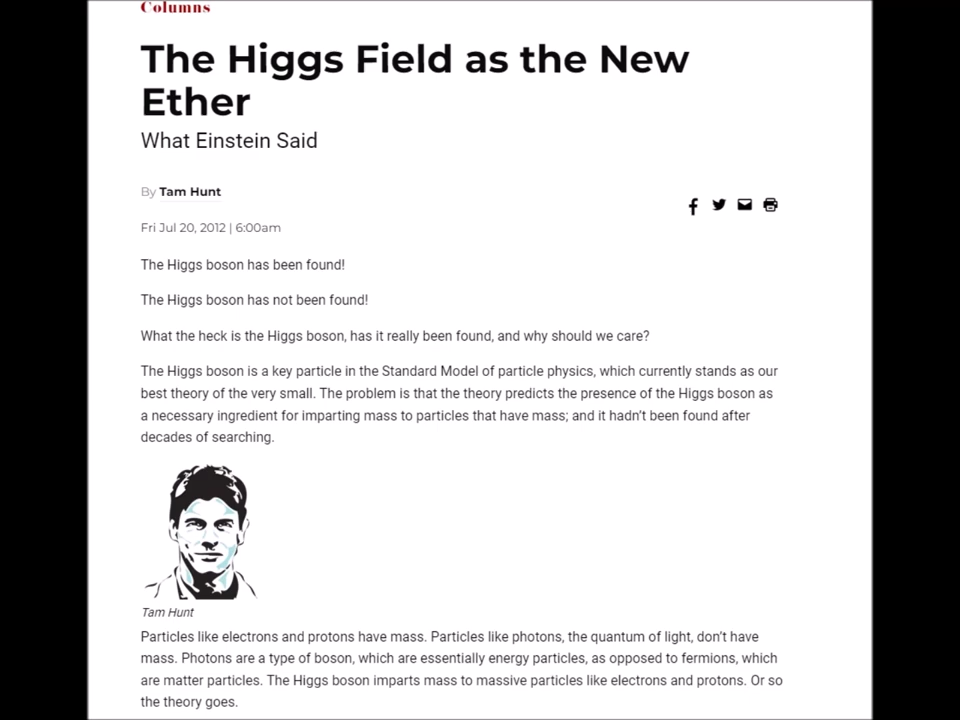 Columns
The Higgs Field as the New
Ether
What Einstein Said
By Tam Hunt
Fri Jul 20, 2012 | 6:00am
The Higgs boson has been found!
The Higgs boson has not been found!
What the heck is the Higgs boson, has it really been found, and why should we care?
The Higgs boson is a key particle in the Standard Model of particle physics, which currently stands as our
best theory of the very small. The problem is that the theory predicts the presence of the Higgs boson as
a necessary ingredient for imparting mass to particles that have mass; and it hadn’t been found after
decades of searching.
Tam Hunt
Particles like electrons and protons have mass. Particles like photons, the quantum of light, don’t have
mass. Photons are a type of boson, which are essentially energy particles, as opposed to fermions, which
are matter particles. The Higgs boson imparts mass to massive particles like electrons and protons. Or so
the theory goes.